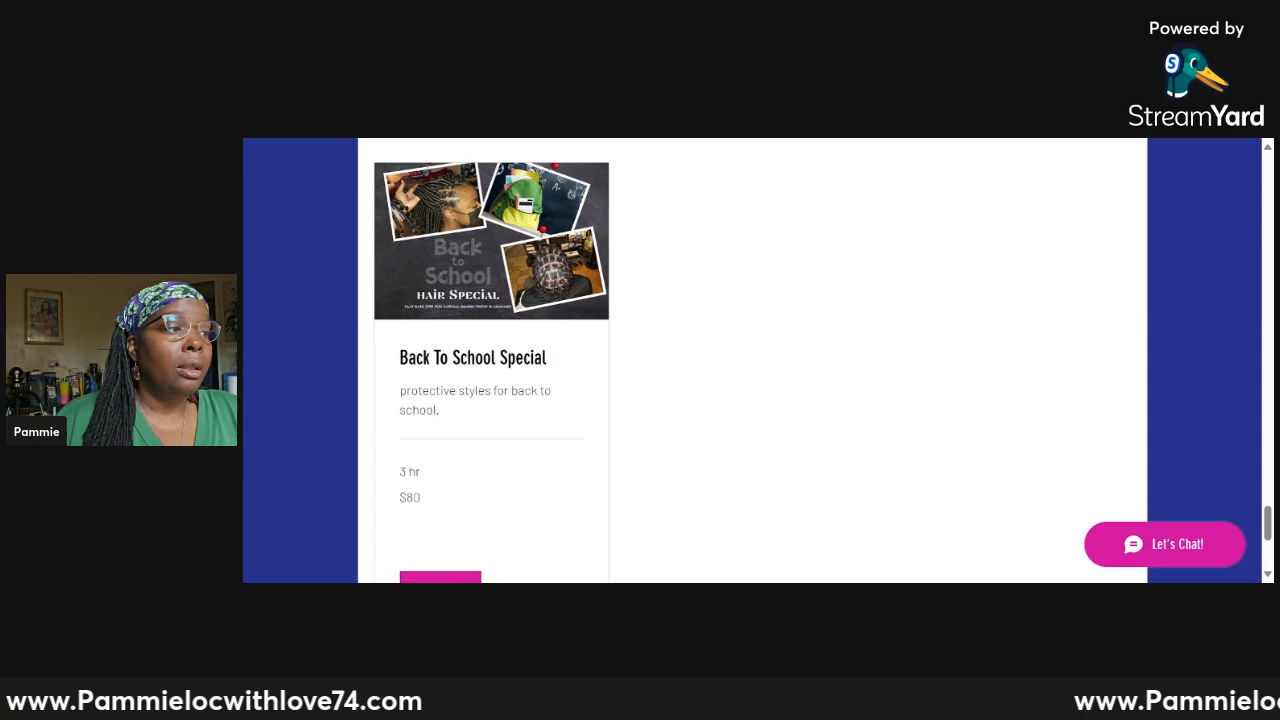 Powered by
StreamYard
Back
to
School
HAIR SPECIAL
Back To School Special
protective styles for back to
school.
3 hr
$80
Let's Chat!
Pammie
www.Pammielocwithlove74.com
www.Pammieloc